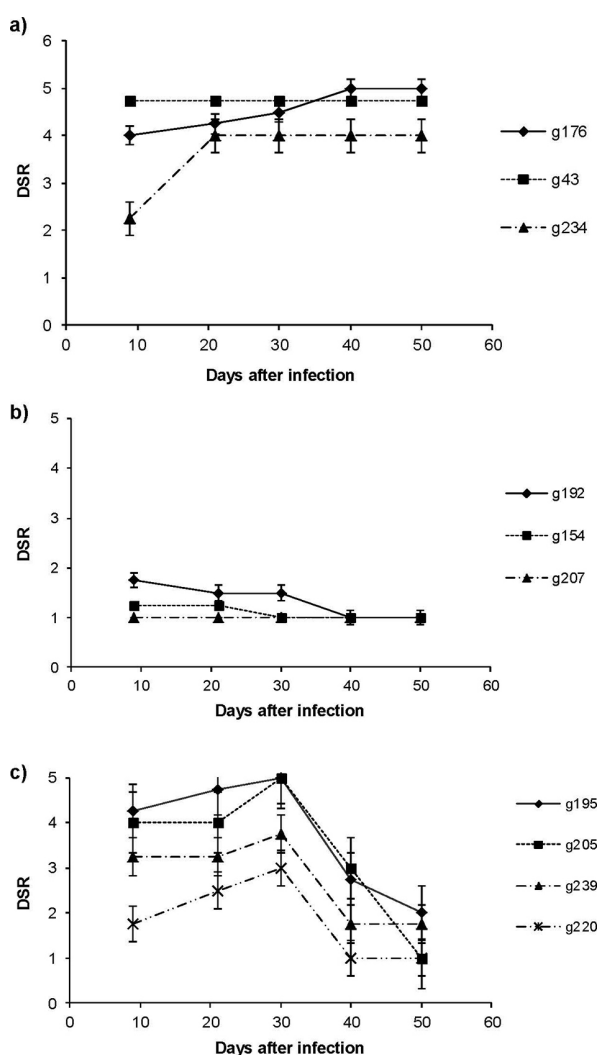 a)
6
5
4
3
2
1
0
DSR
0 10 20 30 40 50 60
Days after infection
g176
g43
g234
b)
5
4
3
2
1
0
DSR
0 10 20 30 40 50 60
Days after infection
g192
g154
g207
c)
5
4
3
2
1
0
DSR
0 10 20 30 40 50 60
Days after infection
g195
g205
g239
g220